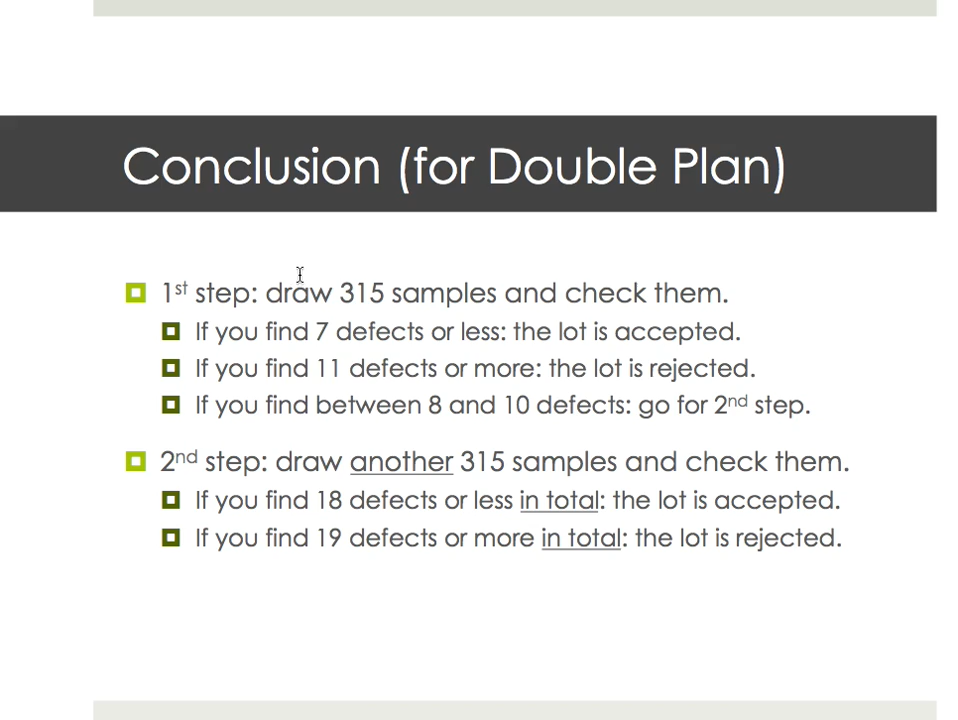 Conclusion (for Double Plan)
1st step: draw 315 samples and check them.
If you find 7 defects or less: the lot is accepted.
If you find 11 defects or more: the lot is rejected.
If you find between 8 and 10 defects: go for 2nd step.
2nd step: draw another 315 samples and check them.
If you find 18 defects or less in total: the lot is accepted.
If you find 19 defects or more in total: the lot is rejected.